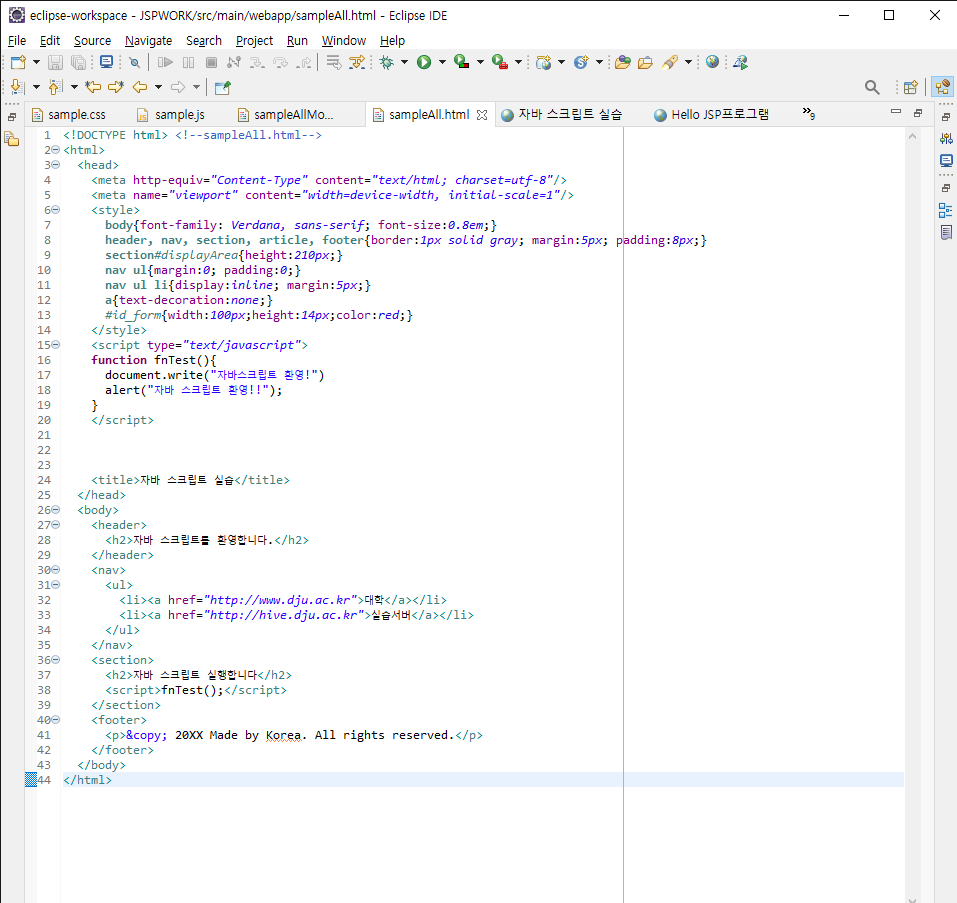 eclipse-workspace - JSPWORK/src/main/webapp/sampleAll.html - Eclipse IDE
File Edit Source Navigate Search Project Run Window Help
sample.css sample.js sampleAllMo... sampleAll.html 자바 스크립트 실습 Hello JSP프로그램 »9
1 <!DOCTYPE html> <!--sampleAll.html-->
2 <html>
3 <head>
4 <meta http-equiv="Content-Type" content="text/html; charset=utf-8"/>
5 <meta name="viewport" content="width=device-width, initial-scale=1"/>
6 <style>
7 body{font-family: Verdana, sans-serif; font-size:0.8em;}
8 header, nav, section, article, footer{border:1px solid gray; margin:5px; padding:8px;}
9 section#displayArea{height:210px;}
10 nav ul{margin:0; padding:0;}
11 nav ul li{display:inline; margin:5px;}
12 a{text-decoration:none;}
13 #id_form{width:100px;height:14px;color:red;}
14 </style>
15 <script type="text/javascript">
16 function fnTest(){
17 document.write("자바스크립트 환영!")
18 alert("자바 스크립트 환영!!");
19 }
20 </script>
21
22
23
24 <title>자바 스크립트 실습</title>
25 </head>
26 <body>
27 <header>
28 <h2>자바 스크립트를 환영합니다.</h2>
29 </header>
30 <nav>
31 <ul>
32 <li><a href="http://www.dju.ac.kr">대학</a></li>
33 <li><a href="http://hive.dju.ac.kr">실습서버</a></li>
34 </ul>
35 </nav>
36 <section>
37 <h2>자바 스크립트 실행합니다</h2>
38 <script>fnTest();</script>
39 </section>
40 <footer>
41 <p>&copy; 20XX Made by Korea. All rights reserved.</p>
42 </footer>
43 </body>
44 </html>